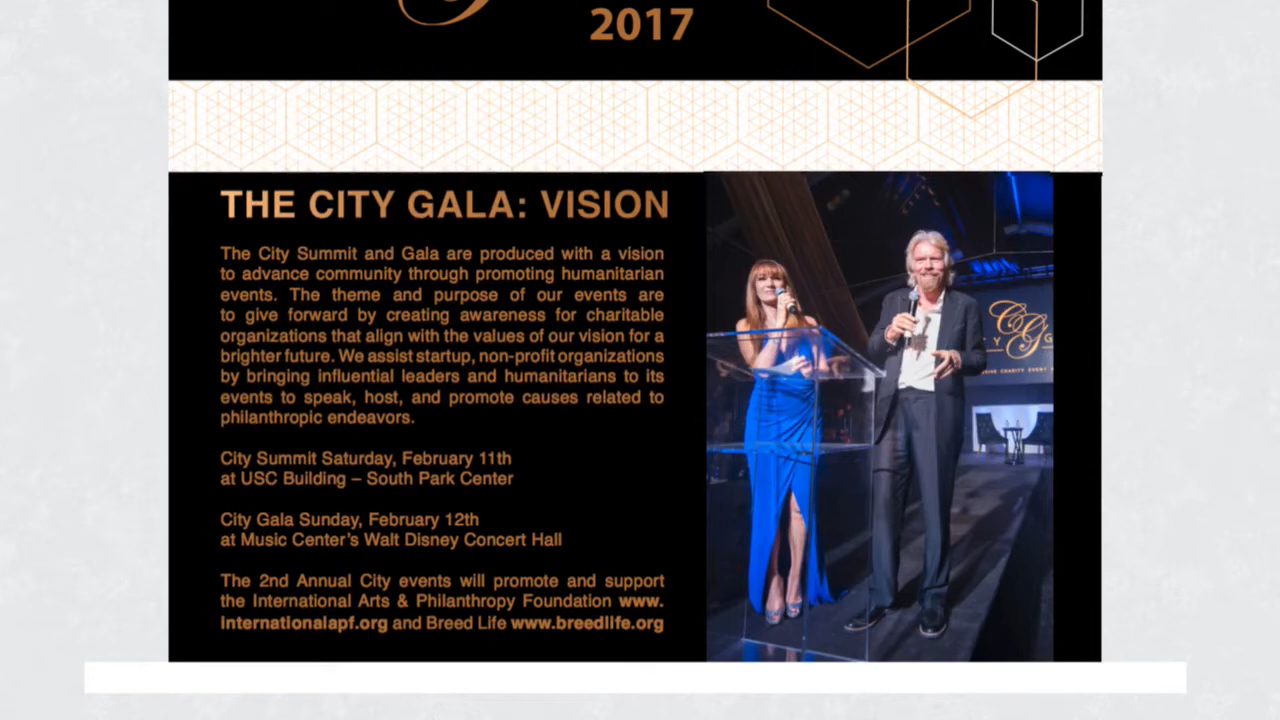 2017
THE CITY GALA: VISION
The City Summit and Gala are produced with a vision
to advance community through promoting humanitarian
events. The theme and purpose of our events are
to give forward by creating awareness for charitable
organizations that align with the values of our vision for a
brighter future. We assist startup, non-profit organizations
by bringing influential leaders and humanitarians to its
events to speak, host, and promote causes related to
philanthropic endeavors.
City Summit Saturday, February 11th
at USC Building – South Park Center
City Gala Sunday, February 12th
at Music Center's Walt Disney Concert Hall
The 2nd Annual City events will promote and support
the International Arts & Philanthropy Foundation www.
internationalapf.org and Breed Life www.breedlife.org
CG
Y G
SIVE CHARITY EVENT